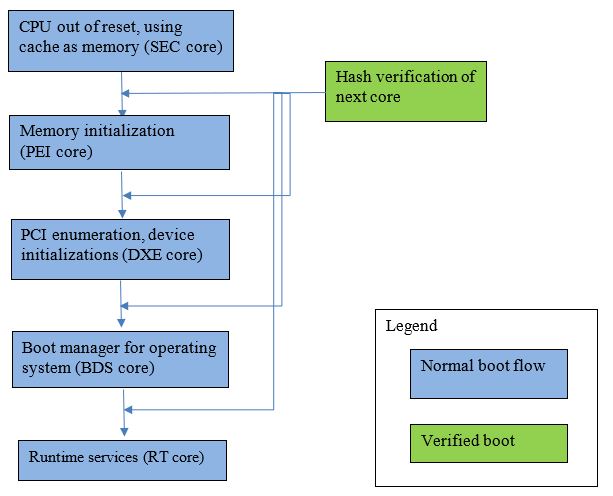 CPU out of reset, using
cache as memory (SEC core)
Hash verification of
next core
Memory initialization
(PEI core)
PCI enumeration, device
initializations (DXE core)
Boot manager for operating
system (BDS core)
Runtime services (RT core)
Legend
Normal boot flow
Verified boot